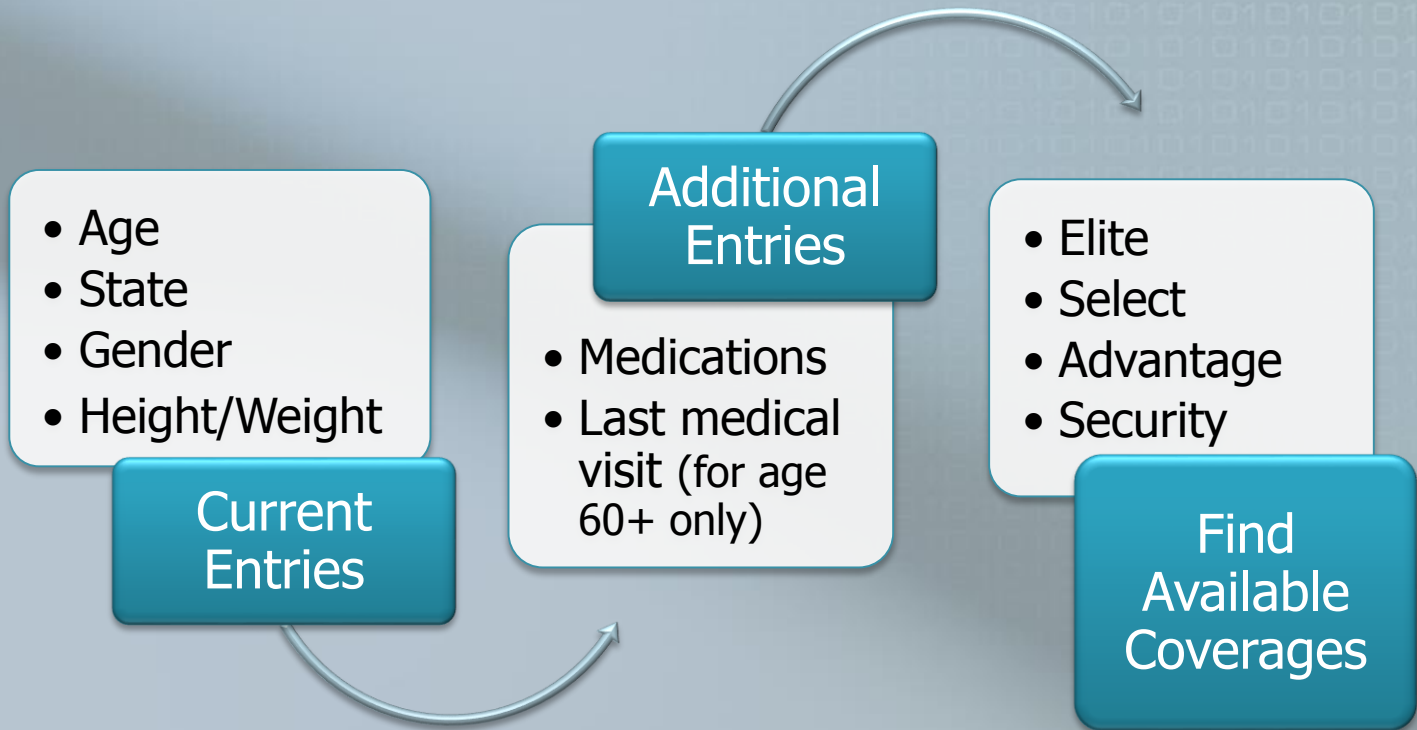 • Age
• State
• Gender
• Height/Weight
Current
Entries
Additional
Entries
• Medications
• Last medical
visit (for age
60+ only)
• Elite
• Select
• Advantage
• Security
Find
Available
Coverages